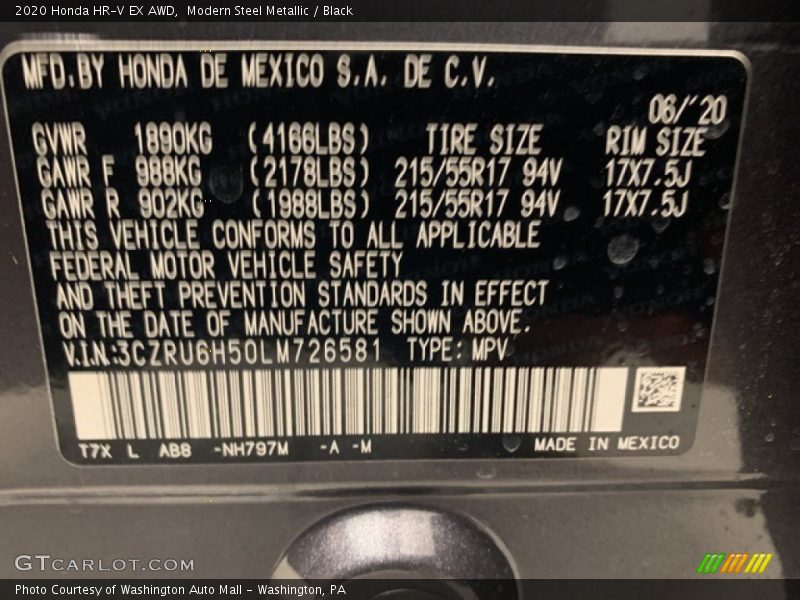 2020 Honda HR-V EX AWD, Modern Steel Metallic / Black
MFD.BY HONDA DE MEXICO S.A. DE C.V.
06/'20
GVWR 1890KG (4166LBS) TIRE SIZE RIM SIZE
GAWR F 988KG (2178LBS) 215/55R17 94V 17X7.5J
GAWR R 902KG (1988LBS) 215/55R17 94V 17X7.5J
THIS VEHICLE CONFORMS TO ALL APPLICABLE
FEDERAL MOTOR VEHICLE SAFETY
AND THEFT PREVENTION STANDARDS IN EFFECT
ON THE DATE OF MANUFACTURE SHOWN ABOVE.
V.I.N:3CZRU6H50LM726581 TYPE: MPV
T7X L AB8 -NH797M -A -M MADE IN MEXICO
GTCARLOT.COM
Photo Courtesy of Washington Auto Mall - Washington, PA